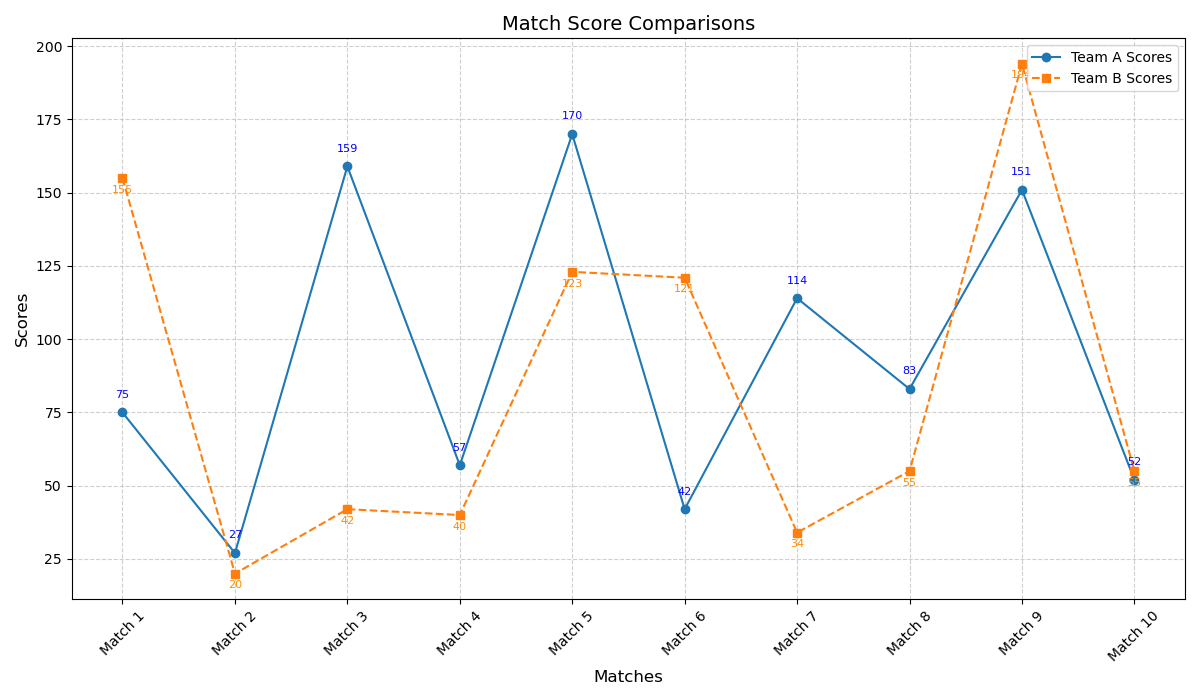 Match Score Comparisons
Team A Scores
Team B Scores
Scores
200
175
150
125
100
75
50
25
75
27
159
57
170
42
114
83
151
52
155
20
42
40
123
121
34
55
Match 1
Match 2
Match 3
Match 4
Match 5
Match 6
Match 7
Match 8
Match 9
Match 10
Matches